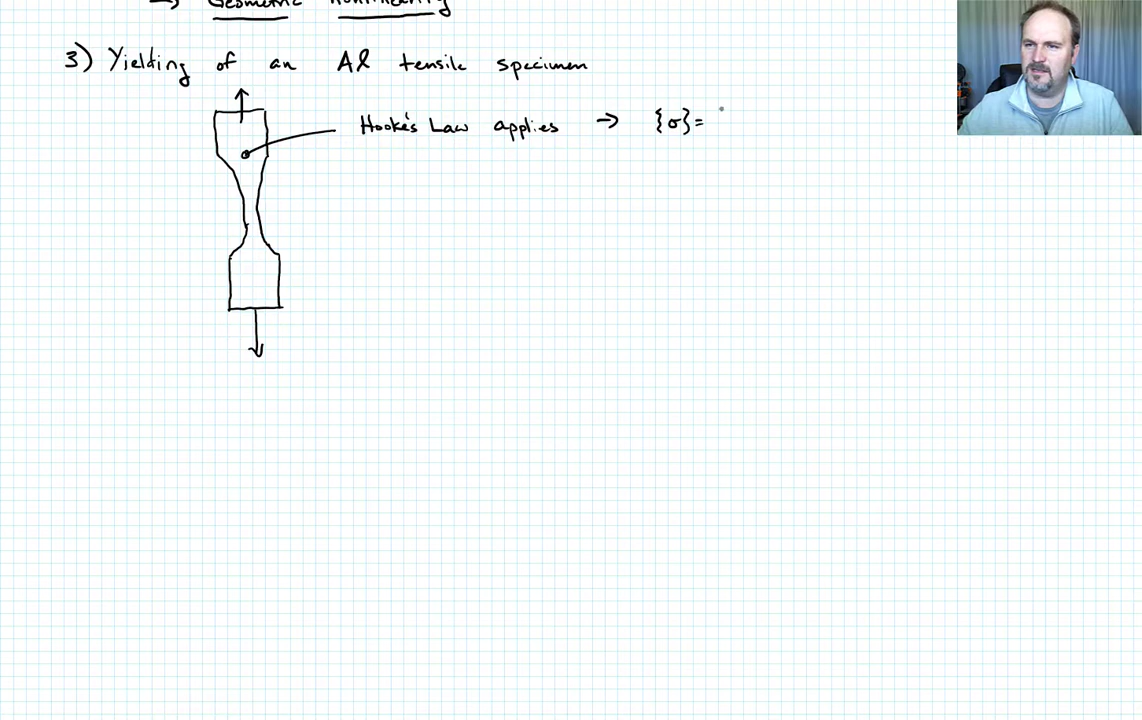 → Geometric Nonlinearity
3) Yielding of an Al tensile specimen
Hooke's Law applies → {σ}=